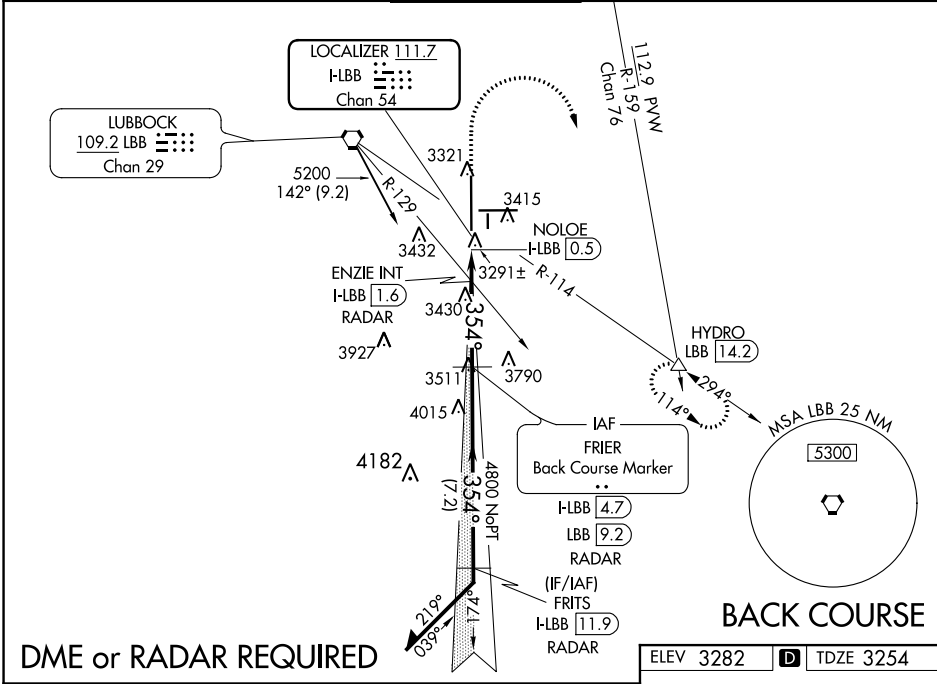 LOCALIZER 111.7
I-LBB
Chan 54
LUBBOCK
109.2 LBB
Chan 29
112.9 PVW
R-159
Chan 76
5200
142° (9.2)
R-129
3321
3415
3432
NOLOE
I-LBB 0.5
3291±
R-114
ENZIE INT
I-LBB 1.6
RADAR
3430
354°
3927
3511
3790
4015
HYDRO
LBB 14.2
294°
114°
IAF
FRIER
Back Course Marker
I-LBB 4.7
LBB 9.2
RADAR
MSA LBB 25 NM
5300
4182
354°
4800 NoPT
(7.2)
(IF/IAF)
FRITS
I-LBB 11.9
RADAR
219°
039°
174°
BACK COURSE
DME or RADAR REQUIRED
ELEV 3282 D TDZE 3254